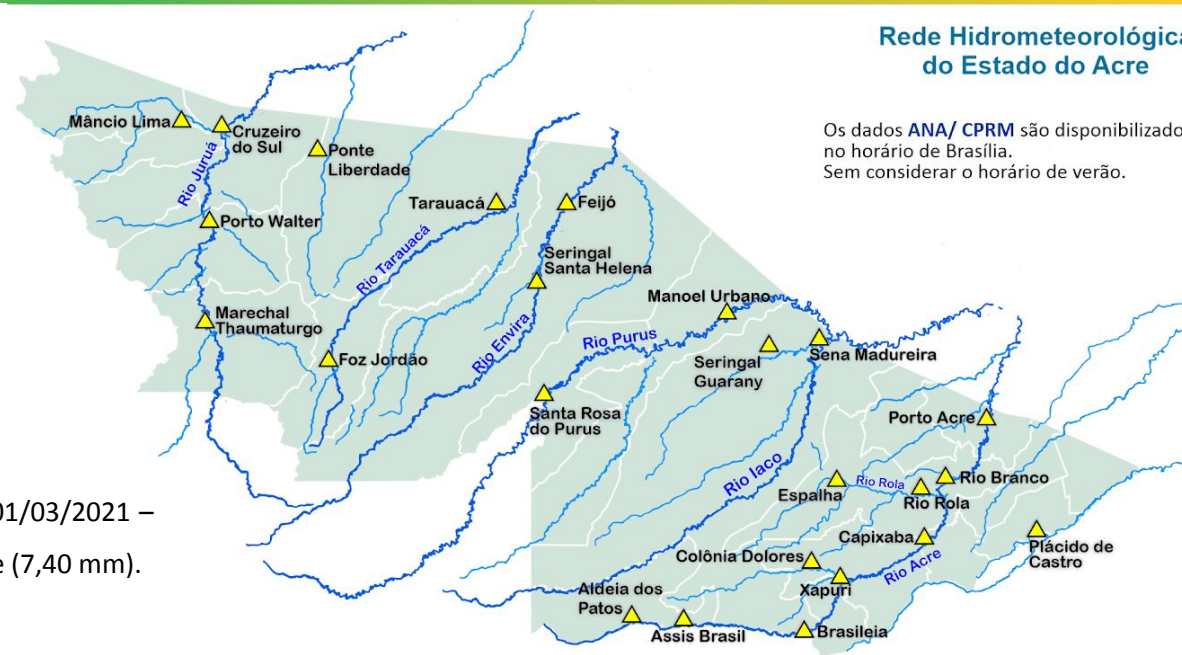 Rede Hidrometeorológica
do Estado do Acre
Os dados ANA/ CPRM são disponibilizado
no horário de Brasília.
Sem considerar o horário de verão.
Mâncio Lima
Cruzeiro
do Sul
Ponte
Liberdade
Rio Juruá
Porto Walter
Tarauacá
Feijó
Rio Tarauacá
Seringal
Santa Helena
Marechal
Thaumaturgo
Foz Jordão
Rio Envira
Manoel Urbano
Rio Purus
Seringal
Guarany
Sena Madureira
Santa Rosa
do Purus
Porto Acre
Rio Iaco
Espalha
Rio Rola
Rio Rola
Rio Branco
01/03/2021 –
Capixaba
Plácido de
Castro
Colônia Dolores
Rio Acre
e (7,40 mm).
Xapuri
Aldeia dos
Patos
Assis Brasil
Brasileia